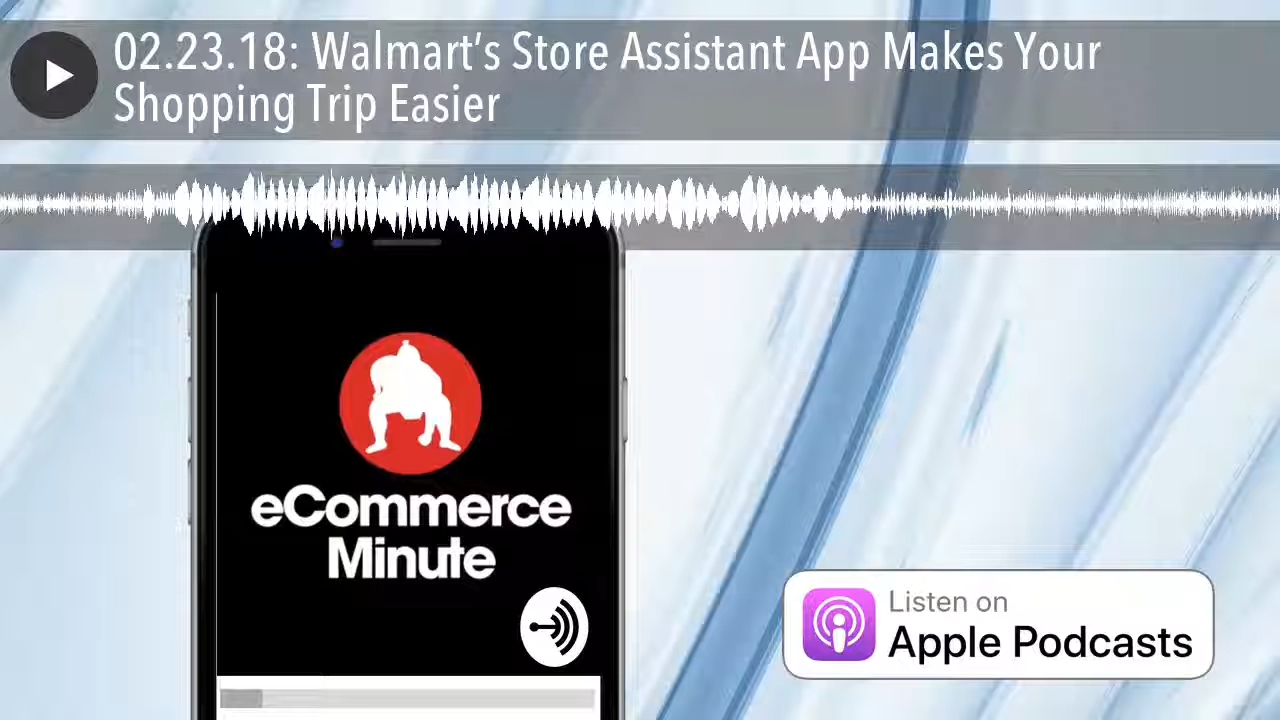 02.23.18: Walmart’s Store Assistant App Makes Your
Shopping Trip Easier
eCommerce
Minute
Listen on
Apple Podcasts